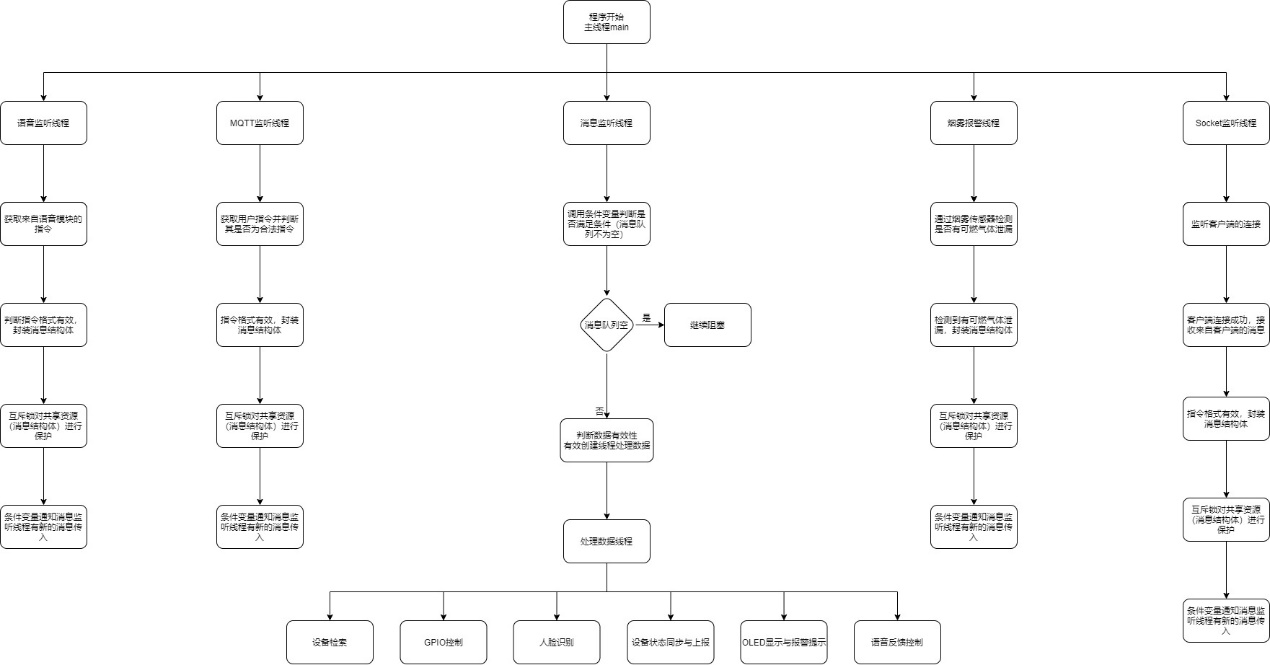 程序开始
主线程main
语音监听线程
MQTT监听线程
消息监听线程
烟雾报警线程
Socket监听线程
获取来自语音模块的
指令
获取用户指令并判断
其是否为合法指令
调用条件变量判断是
否满足条件（消息队
列不为空）
通过烟雾传感器检测
是否有可燃气体泄漏
监听客户端的连接
判断指令格式有效，
封装消息结构体
指令格式有效，封装
消息结构体
消息队列空
是
继续阻塞
检测到有可燃气体泄
漏，封装消息结构体
客户端连接成功，接
收来自客户端的消息
互斥锁对共享资源
（消息结构体）进行
保护
互斥锁对共享资源
（消息结构体）进行
保护
否
判断数据有效性
有效创建线程处理数据
互斥锁对共享资源
（消息结构体）进行
保护
指令格式有效，封装
消息结构体
条件变量通知消息监
听线程有新的消息传
入
条件变量通知消息监
听线程有新的消息传
入
处理数据线程
条件变量通知消息监
听线程有新的消息传
入
互斥锁对共享资源
（消息结构体）进行
保护
设备检索
GPIO控制
人脸识别
设备状态同步与上报
OLED显示与报警提示
语音反馈控制
条件变量通知消息监
听线程有新的消息传
入